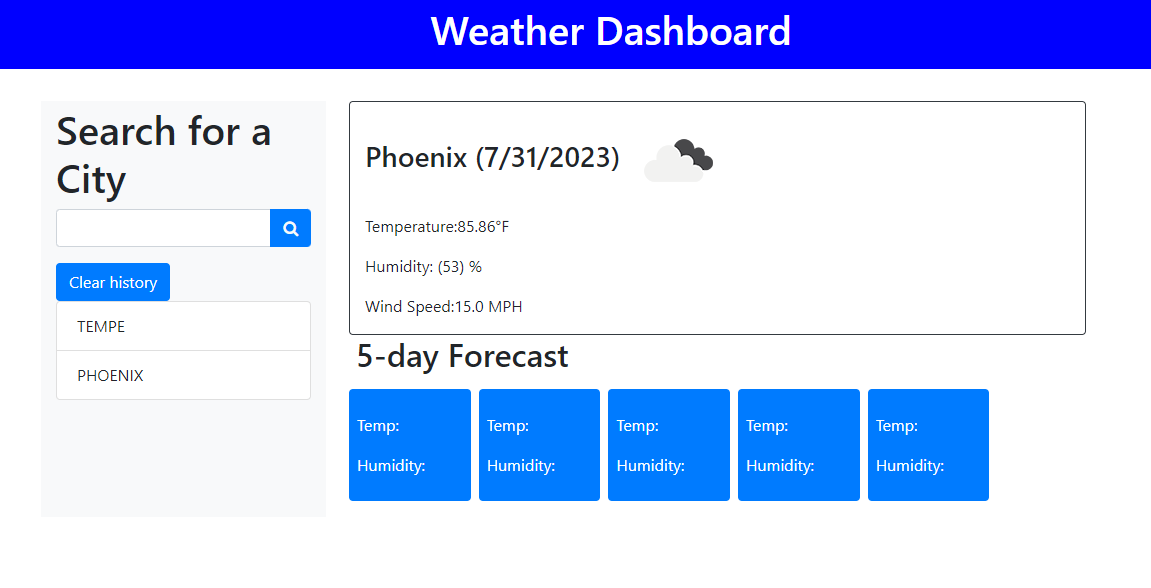 Weather Dashboard
Search for a
City
Clear history
TEMPE
PHOENIX
Phoenix (7/31/2023)
Temperature:85.86°F
Humidity: (53) %
Wind Speed:15.0 MPH
5-day Forecast
Temp:
Humidity:
Temp:
Humidity:
Temp:
Humidity:
Temp:
Humidity:
Temp:
Humidity: